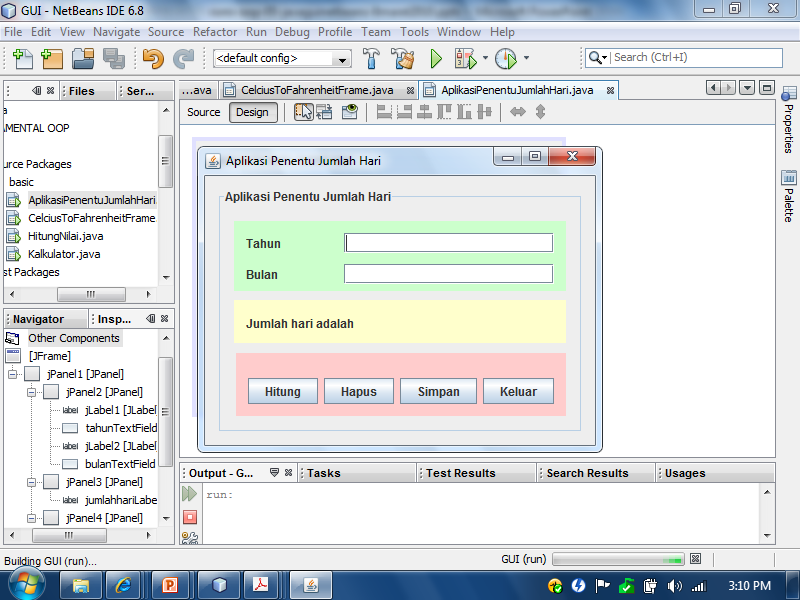 GUI - NetBeans IDE 6.8
File Edit View Navigate Source Refactor Run Debug Profile Team Tools Window Help
<default config>
Search (Ctrl+I)
Files
Ser...
...ava
CelciusToFahrenheitFrame.java
AplikasiPenentuJumlahHari.java
Source
Design
a
AMENTAL OOP
urce Packages
basic
AplikasiPenentuJumlahHari
CelciusToFahrenheitFrame
HitungNilai.java
Kalkulator.java
st Packages
Aplikasi Penentu Jumlah Hari
Aplikasi Penentu Jumlah Hari
Tahun
Bulan
Jumlah hari adalah
Hitung
Hapus
Simpan
Keluar
Properties
Palette
Navigator
Insp...
Other Components
[JFrame]
jPanel1 [JPanel]
jPanel2 [JPanel]
label jLabel1 [JLabel
tahunTextField
label jLabel2 [JLabel
bulanTextField
jPanel3 [JPanel]
label jumlahhariLabe
jPanel4 [JPanel]
Output - G...
Tasks
Test Results
Search Results
Usages
run:
Building GUI (run)...
GUI (run)
3:10 PM